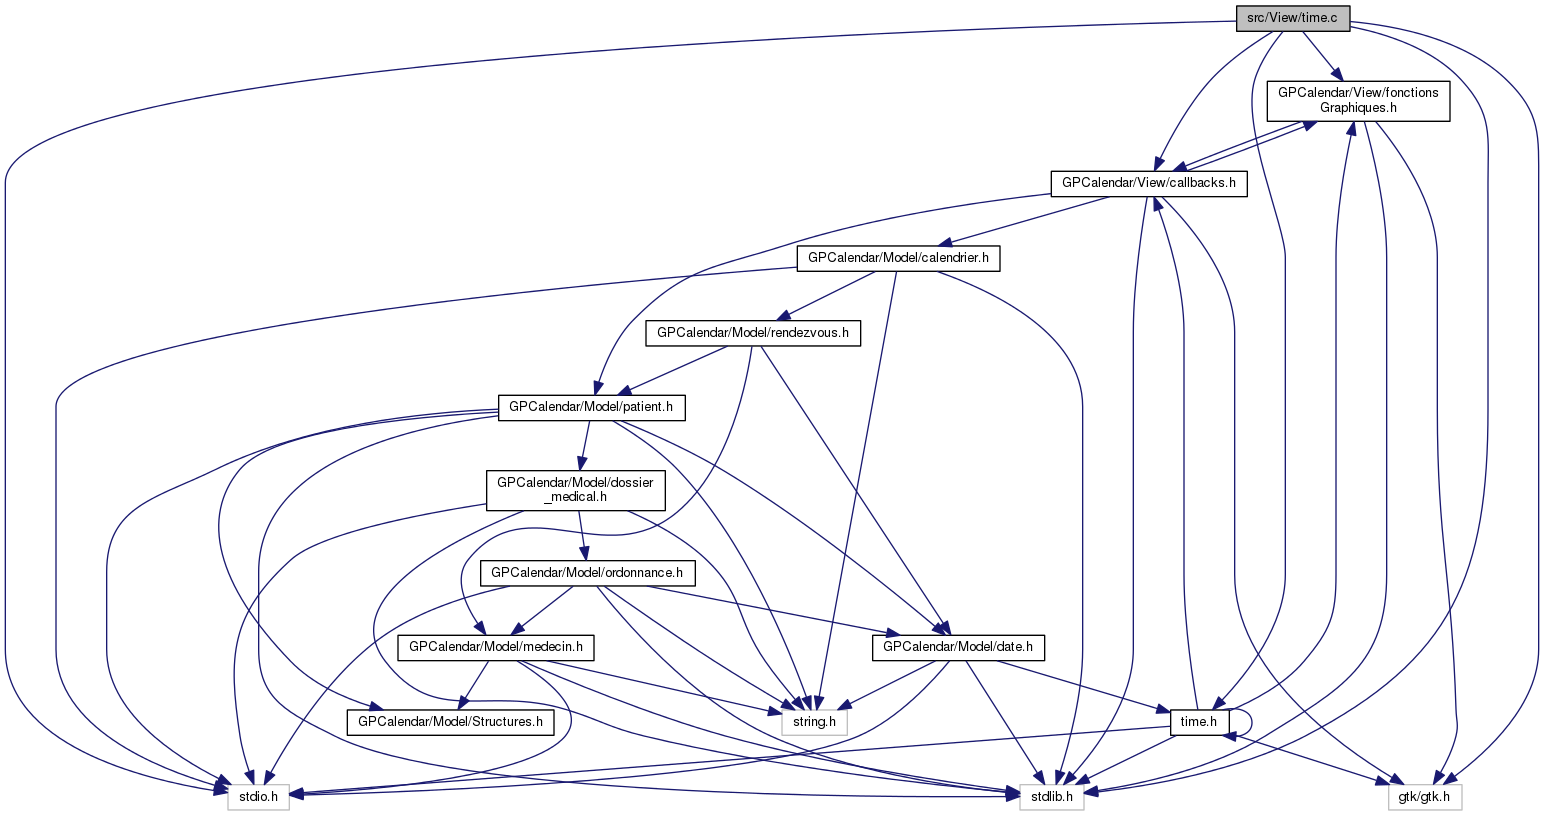 src/View/time.c
GPCalendar/View/fonctions
Graphiques.h
GPCalendar/View/callbacks.h
GPCalendar/Model/calendrier.h
GPCalendar/Model/rendezvous.h
GPCalendar/Model/patient.h
GPCalendar/Model/dossier
_medical.h
GPCalendar/Model/ordonnance.h
GPCalendar/Model/medecin.h
GPCalendar/Model/date.h
GPCalendar/Model/Structures.h
string.h
time.h
stdio.h
stdlib.h
gtk/gtk.h